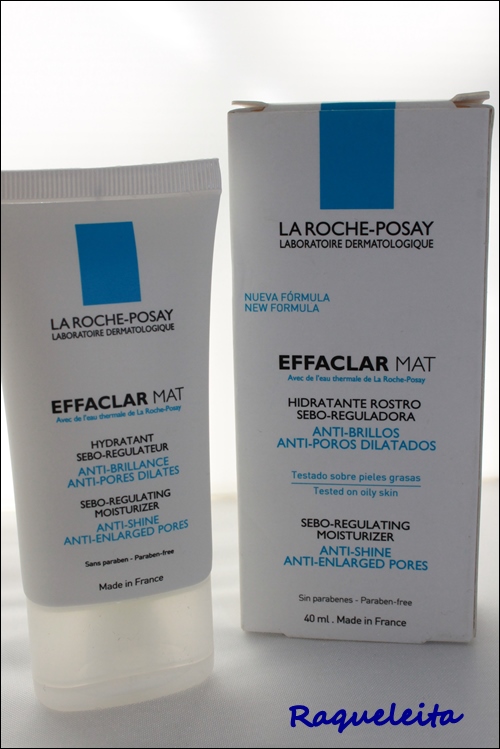 LA ROCHE-POSAY
LABORATOIRE DERMATOLOGIQUE
EFFACLAR MAT
Avec de l'eau thermale de La Roche-Posay
HYDRATANT
SEBO-REGULATEUR
ANTI-BRILLANCE
ANTI-PORES DILATES
SEBO-REGULATING
MOISTURIZER
ANTI-SHINE
ANTI-ENLARGED PORES
Sans paraben - Paraben-free
Made in France
LA ROCHE-POSAY
LABORATOIRE DERMATOLOGIQUE
NUEVA FÓRMULA
NEW FORMULA
EFFACLAR MAT
Avec de l'eau thermale de La Roche-Posay
HIDRATANTE ROSTRO
SEBO-REGULADORA
ANTI-BRILLOS
ANTI-POROS DILATADOS
Testado sobre pieles grasas
Tested on oily skin
SEBO-REGULATING
MOISTURIZER
ANTI-SHINE
ANTI-ENLARGED PORES
Sin parabenes - Paraben-free
40 ml . Made in France
Raqueleita